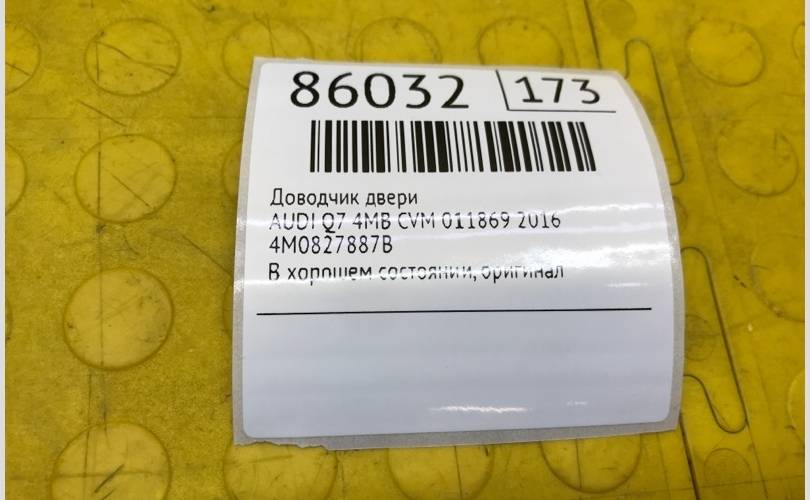 86032 173
Доводчик двери
AUDI Q7 4MB CVM 011869 2016
4M0827887B
В хорошем состоянии, оригинал